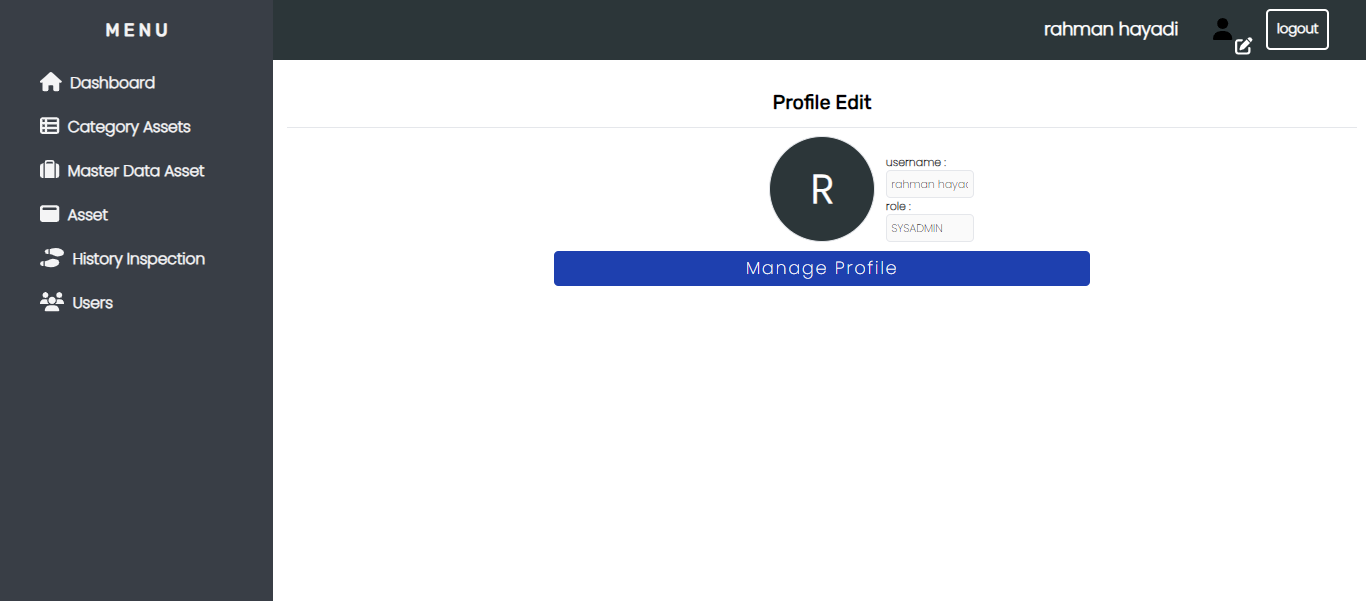 MENU
rahman hayadi
logout
Dashboard
Category Assets
Master Data Asset
Asset
History Inspection
Users
Profile Edit
R
username :
rahman hayad
role :
SYSADMIN
Manage Profile